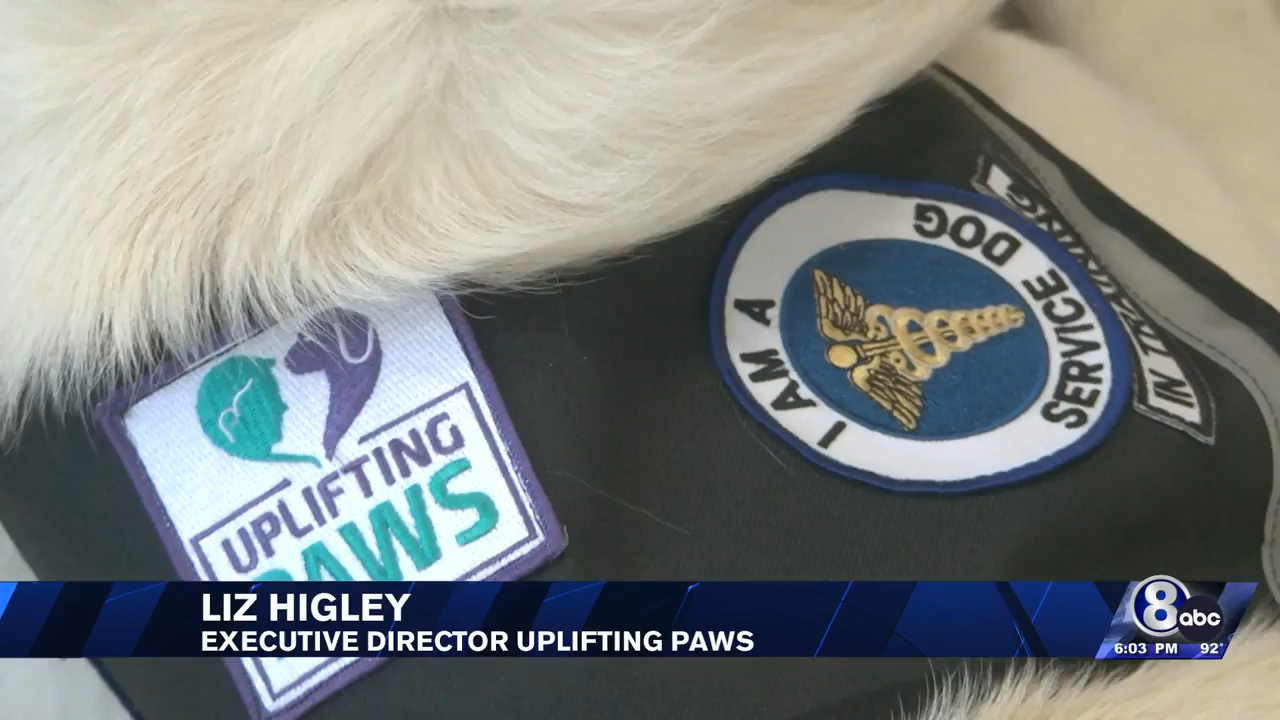 UPLIFTING
PAWS
I AM A
SERVICE DOG
IN TRAINING
LIZ HIGLEY
EXECUTIVE DIRECTOR UPLIFTING PAWS
8 abc
6:03 PM 92°